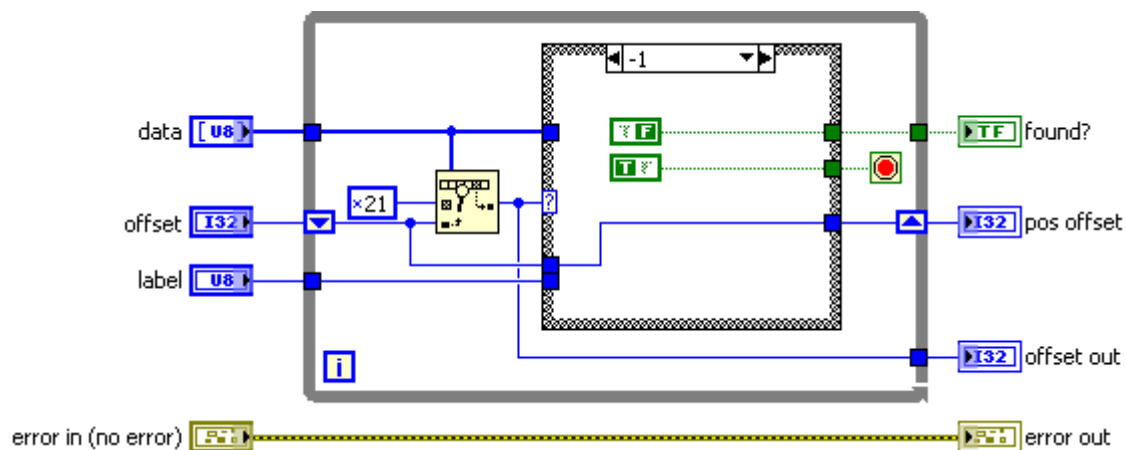 -1
data [U8] F TF found?
T
×21 ?
offset I32 I32 pos offset
label U8
i I32 offset out
error in (no error) error out